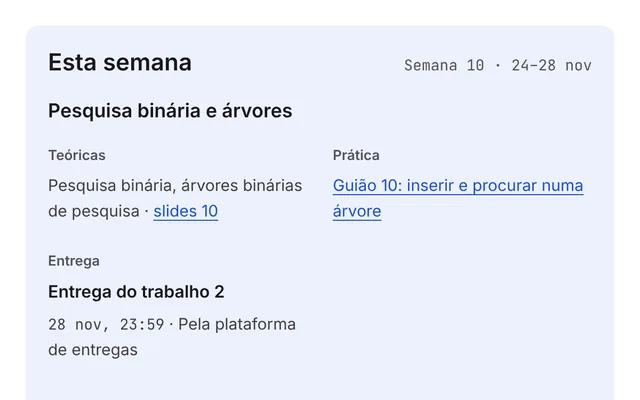 Esta semana
Semana 10 · 24–28 nov
Pesquisa binária e árvores
Teóricas
Pesquisa binária, árvores binárias
de pesquisa · slides 10
Prática
Guião 10: inserir e procurar numa
árvore
Entrega
Entrega do trabalho 2
28 nov, 23:59 · Pela plataforma
de entregas